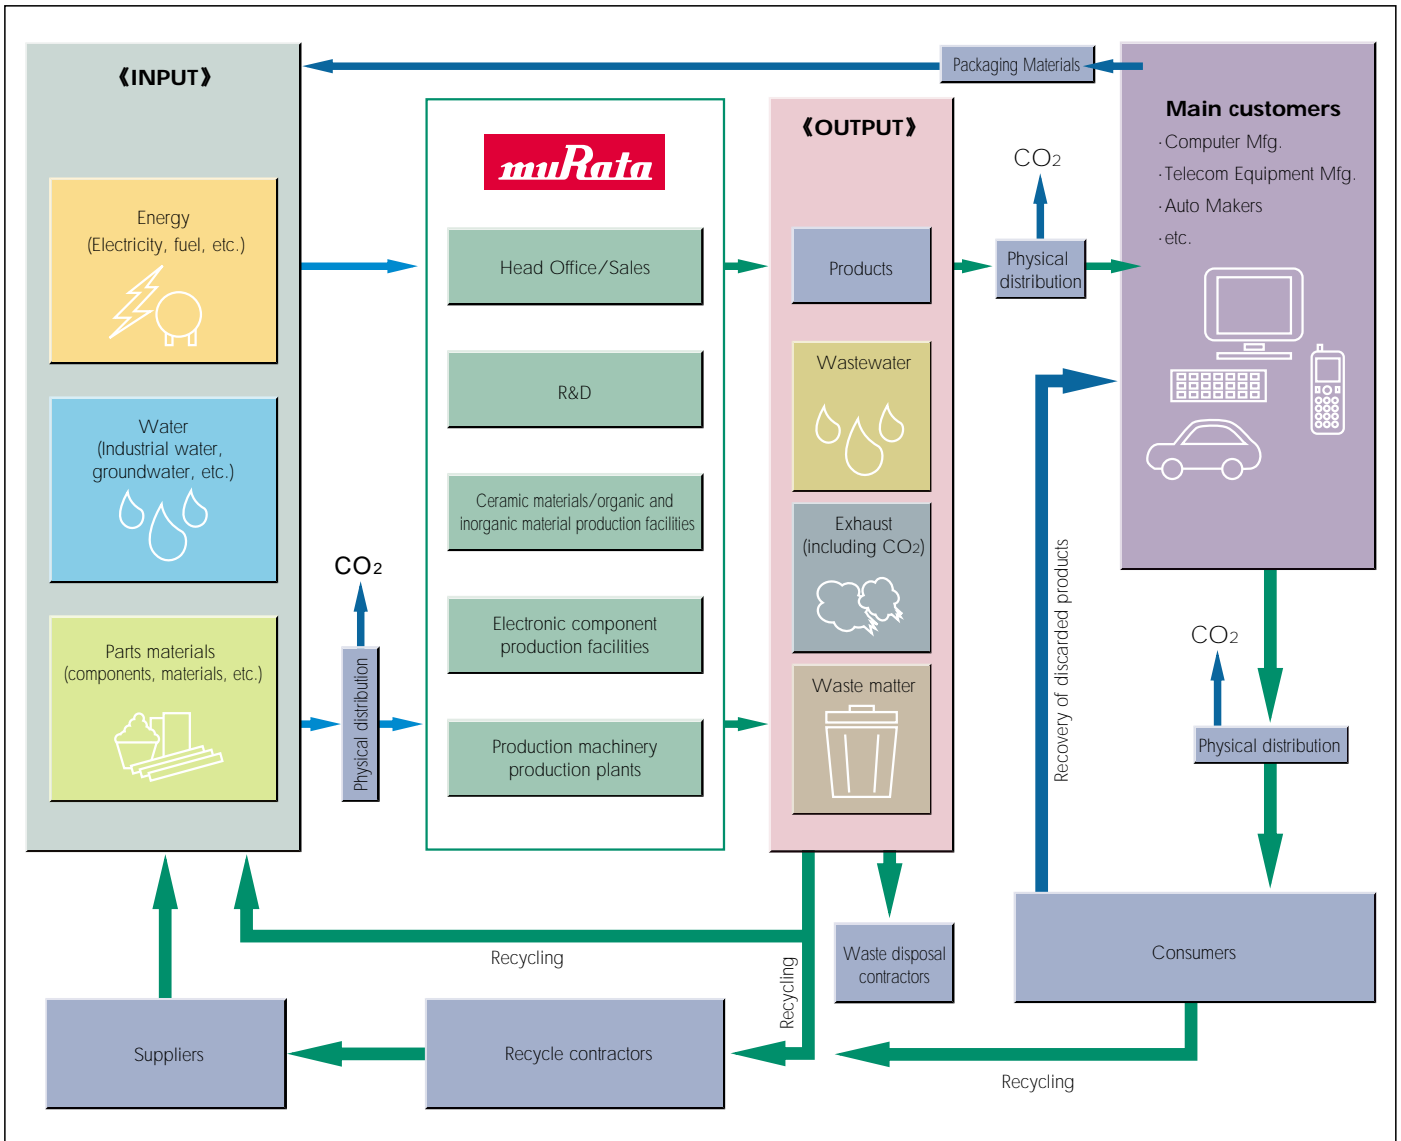 《INPUT》
Energy
(Electricity, fuel, etc.)
Water
(Industrial water,
groundwater, etc.)
Parts materials
(components, materials, etc.)
CO2
Physical distribution
muRata
Head Office/Sales
R&D
Ceramic materials/organic and
inorganic material production facilities
Electronic component
production facilities
Production machinery
production plants
《OUTPUT》
Products
Wastewater
Exhaust
(including CO2)
Waste matter
Packaging Materials
CO2
Physical
distribution
Main customers
·Computer Mfg.
·Telecom Equipment Mfg.
·Auto Makers
·etc.
Recovery of discarded products
CO2
Physical distribution
Consumers
Waste disposal
contractors
Recycling
Recycling
Recycling
Recycle contractors
Suppliers